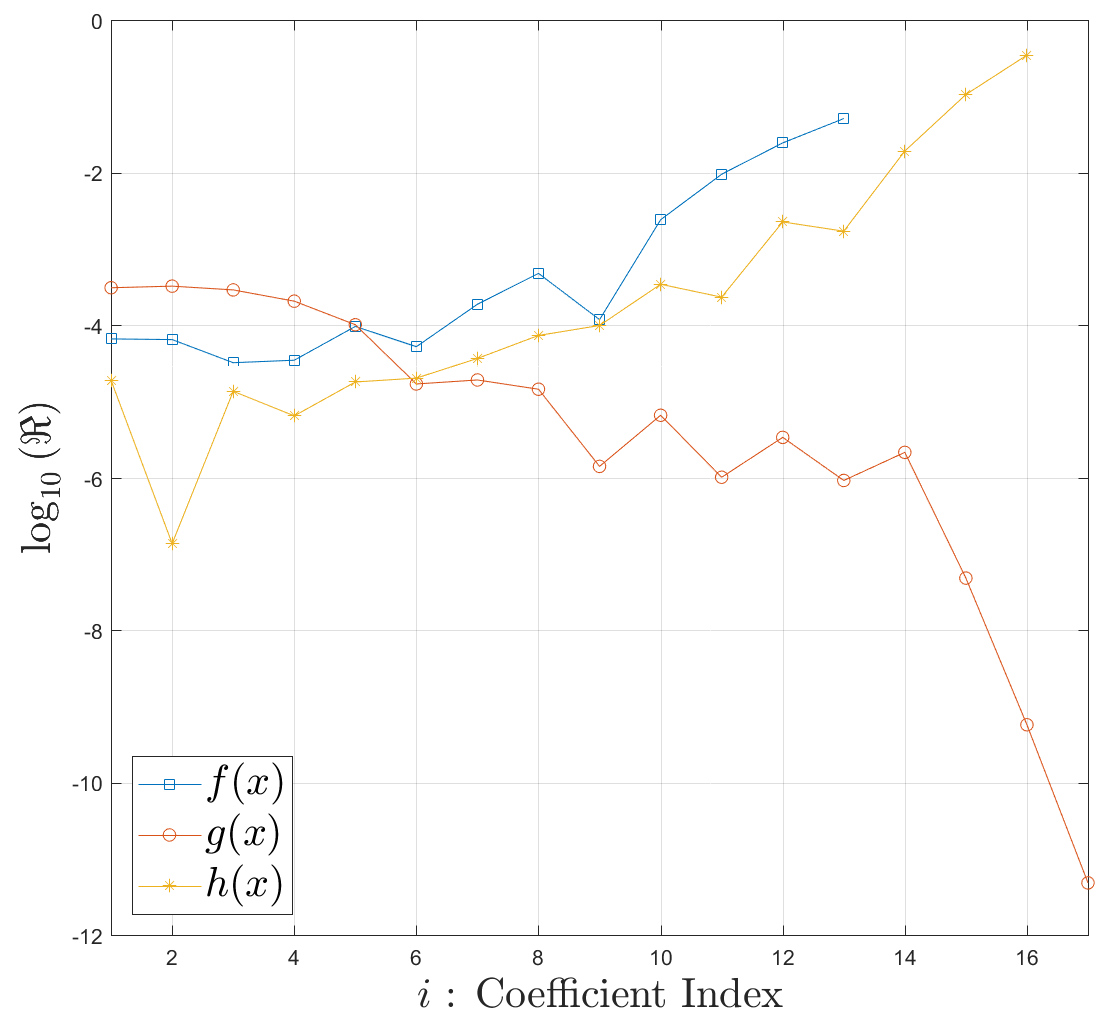 0
-2
-4
-6
-8
-10
-12
log₁₀ (ℜ)
f(x)
g(x)
h(x)
2 4 6 8 10 12 14 16
i : Coefficient Index